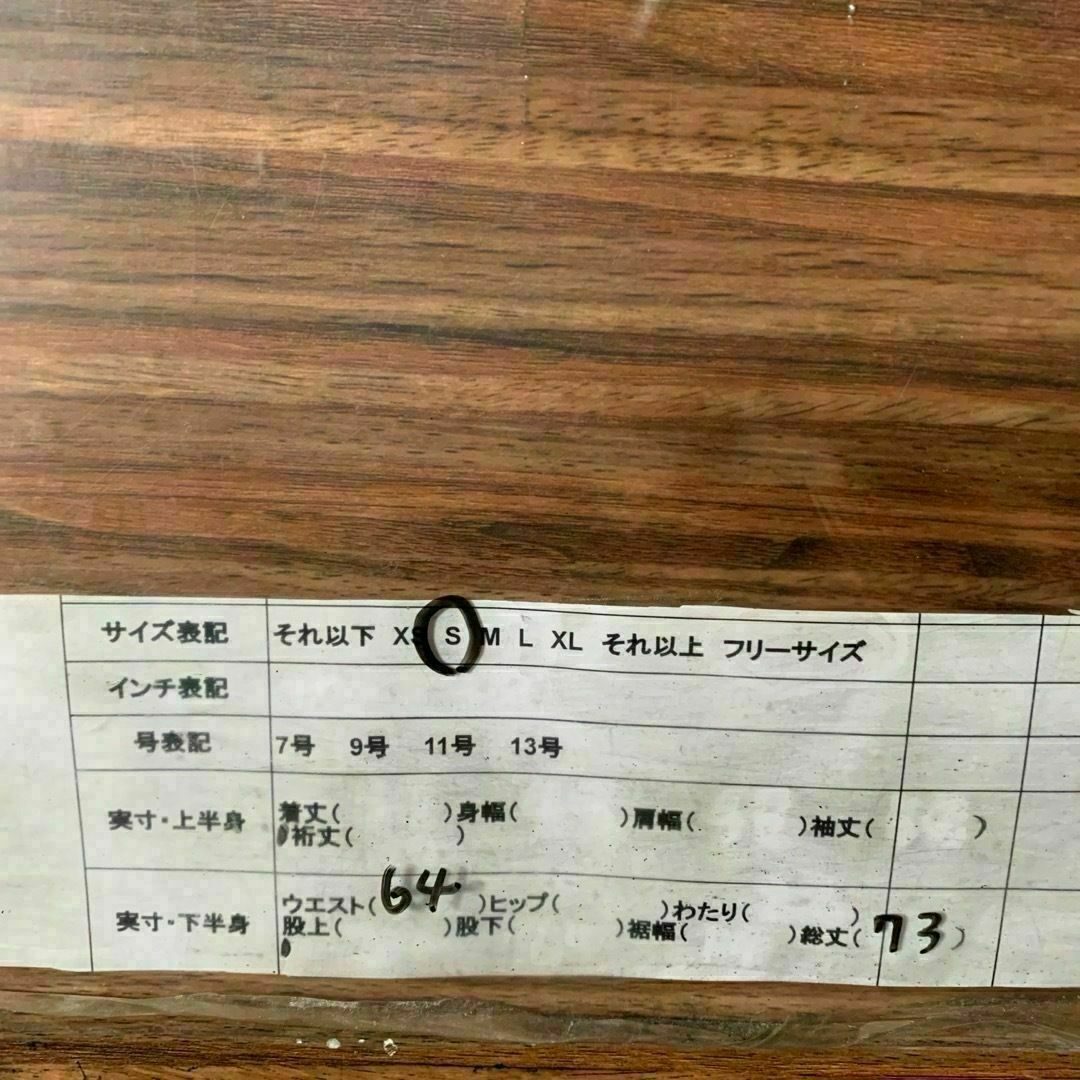 サイズ表記 それ以下 XS S M L XL それ以上 フリーサイズ
インチ表記
号表記 7号 9号 11号 13号
実寸・上半身 着丈( )身幅( )肩幅( )袖丈( )
裄丈( )
実寸・下半身 ウエスト(64)ヒップ( )わたり( )
股上( )股下( )裾幅( )総丈(73)